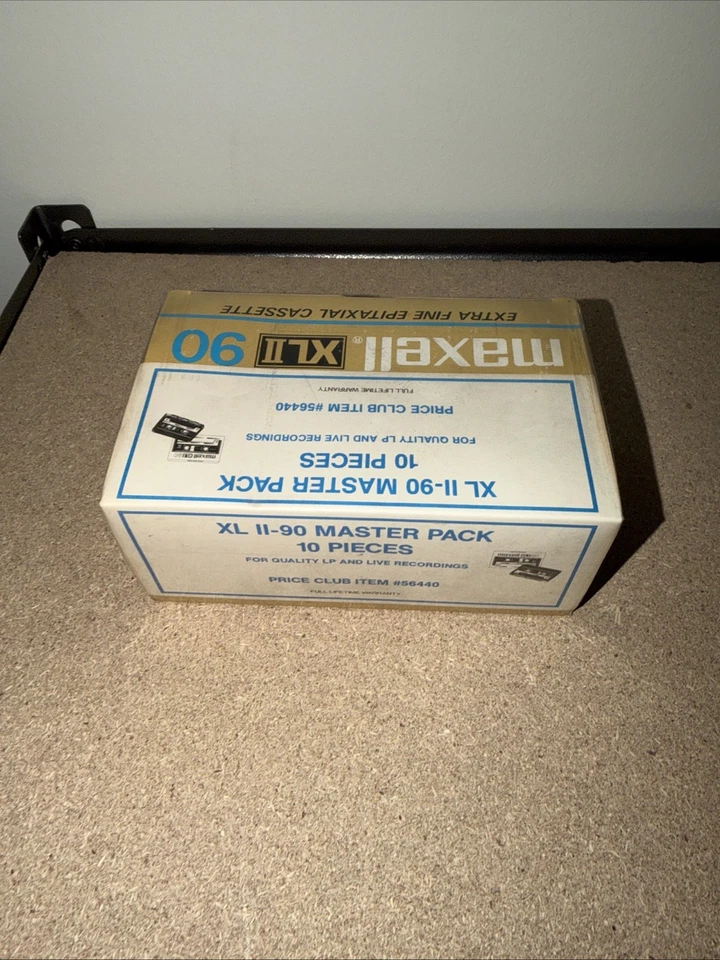 EXTRA FINE EPITAXIAL CASSETTE
maxell® XLII 90
FULL LIFETIME WARRANTY
PRICE CLUB ITEM #56440
FOR QUALITY LP AND LIVE RECORDINGS
10 PIECES
XL II-90 MASTER PACK
XL II-90 MASTER PACK
10 PIECES
FOR QUALITY LP AND LIVE RECORDINGS
PRICE CLUB ITEM #56440
FULL LIFETIME WARRANTY